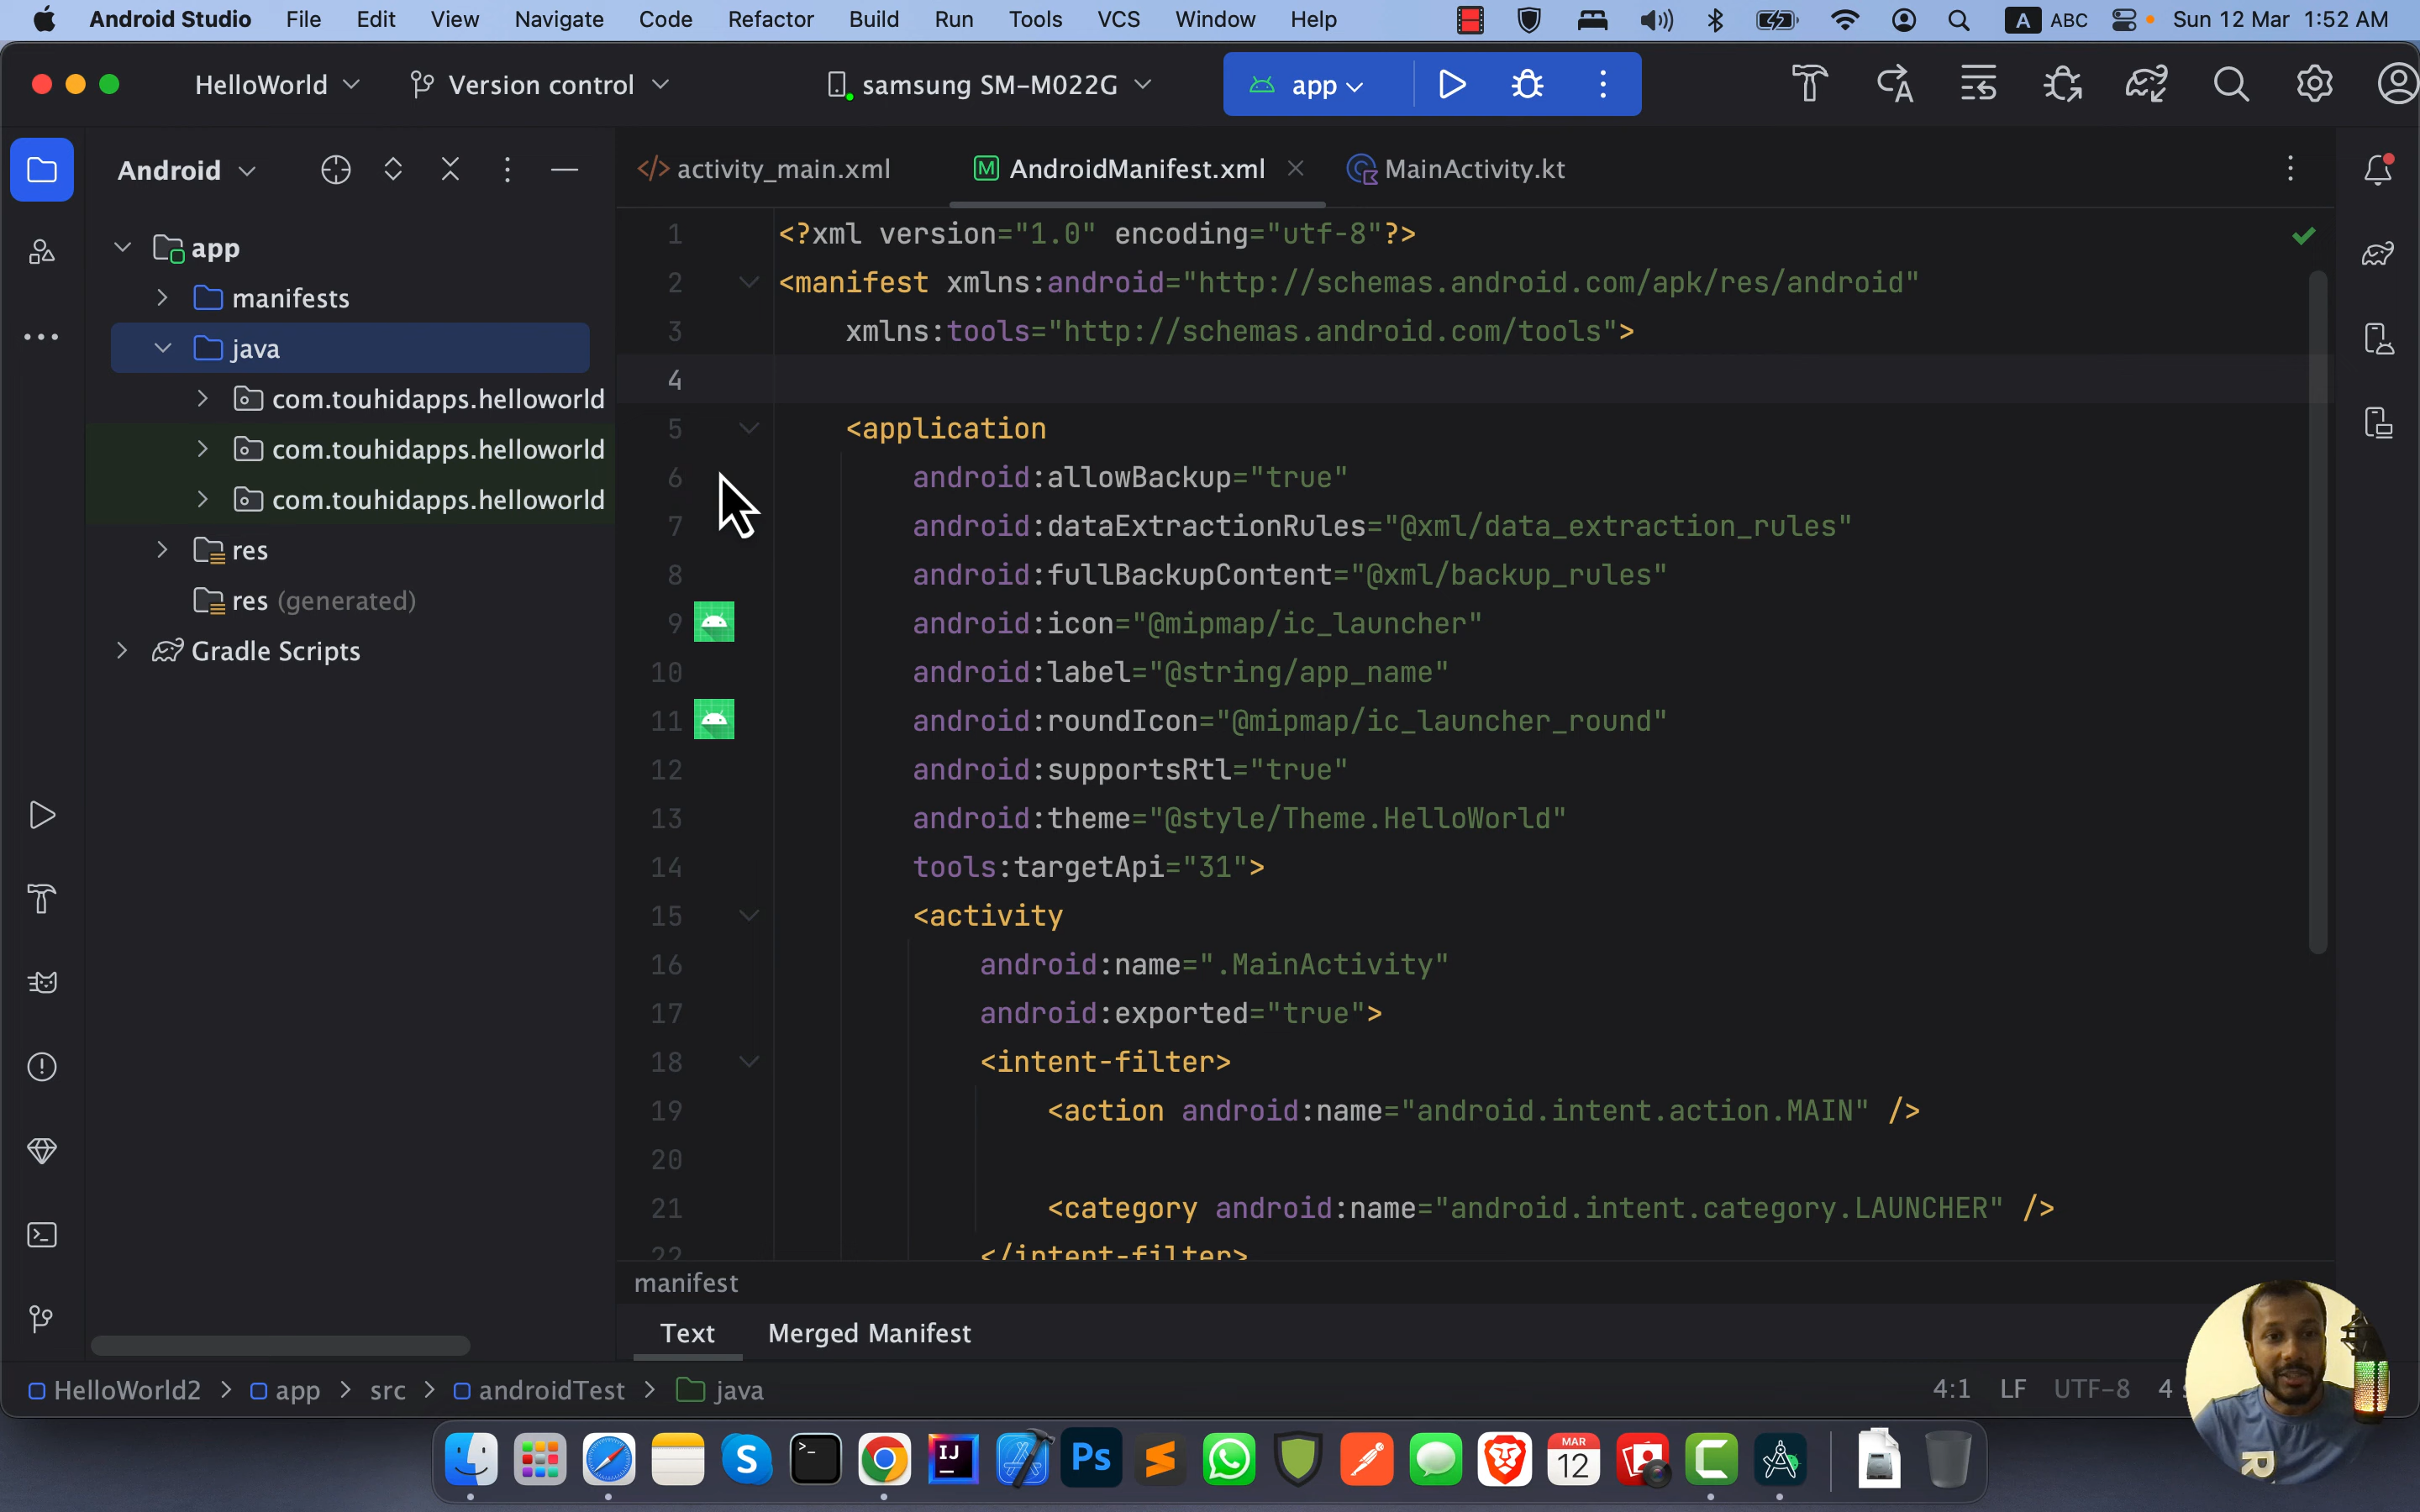 Android Studio File Edit View Navigate Code Refactor Build Run Tools VCS Window Help A ABC Sun 12 Mar 1:52 AM
HelloWorld Version control samsung SM-M022G app
Android
app
manifests
java
com.touhidapps.helloworld
com.touhidapps.helloworld
com.touhidapps.helloworld
res
res (generated)
Gradle Scripts
activity_main.xml AndroidManifest.xml MainActivity.kt
1 <?xml version="1.0" encoding="utf-8"?>
2 <manifest xmlns:android="http://schemas.android.com/apk/res/android"
3 xmlns:tools="http://schemas.android.com/tools">
4
5 <application
6 android:allowBackup="true"
7 android:dataExtractionRules="@xml/data_extraction_rules"
8 android:fullBackupContent="@xml/backup_rules"
9 android:icon="@mipmap/ic_launcher"
10 android:label="@string/app_name"
11 android:roundIcon="@mipmap/ic_launcher_round"
12 android:supportsRtl="true"
13 android:theme="@style/Theme.HelloWorld"
14 tools:targetApi="31">
15 <activity
16 android:name=".MainActivity"
17 android:exported="true">
18 <intent-filter>
19 <action android:name="android.intent.action.MAIN" />
20
21 <category android:name="android.intent.category.LAUNCHER" />
22 </intent-filter>
manifest
Text Merged Manifest
HelloWorld2 > app > src > androidTest > java
4:1 LF UTF-8 4
S IJ Ps MAR 12 C
R